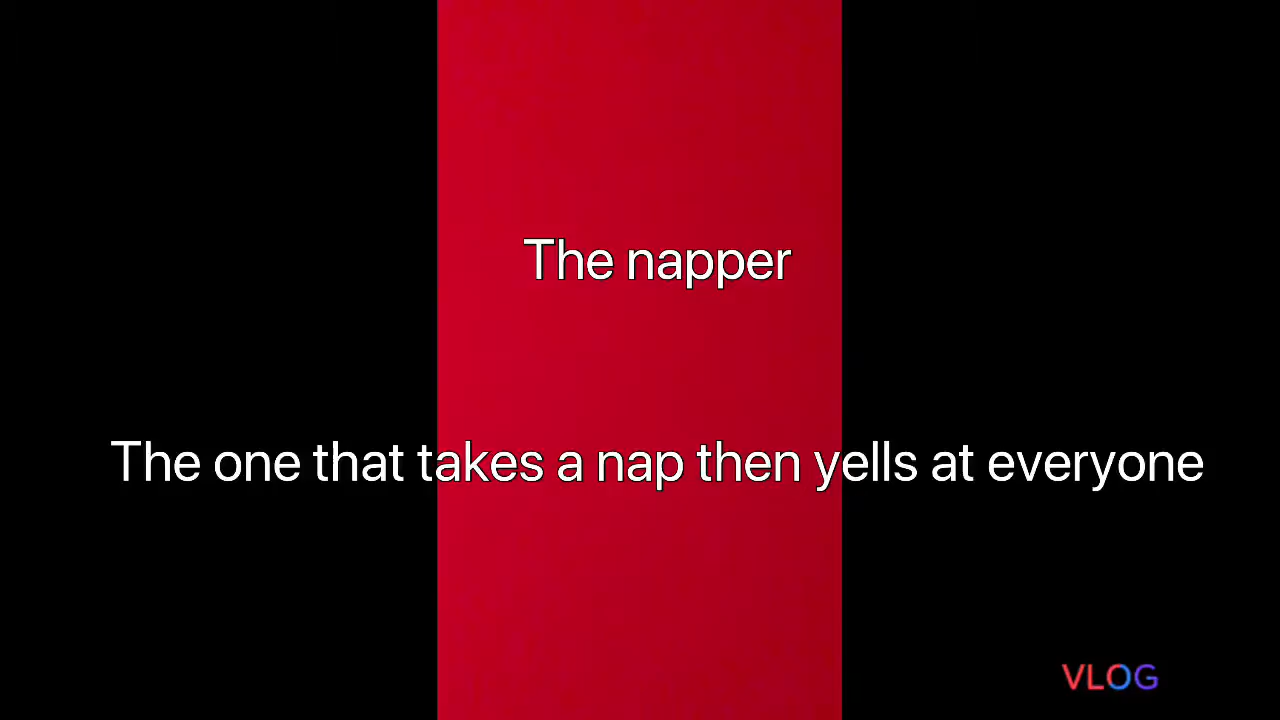 The napper
The one that takes a nap then yells at everyone
VLOG